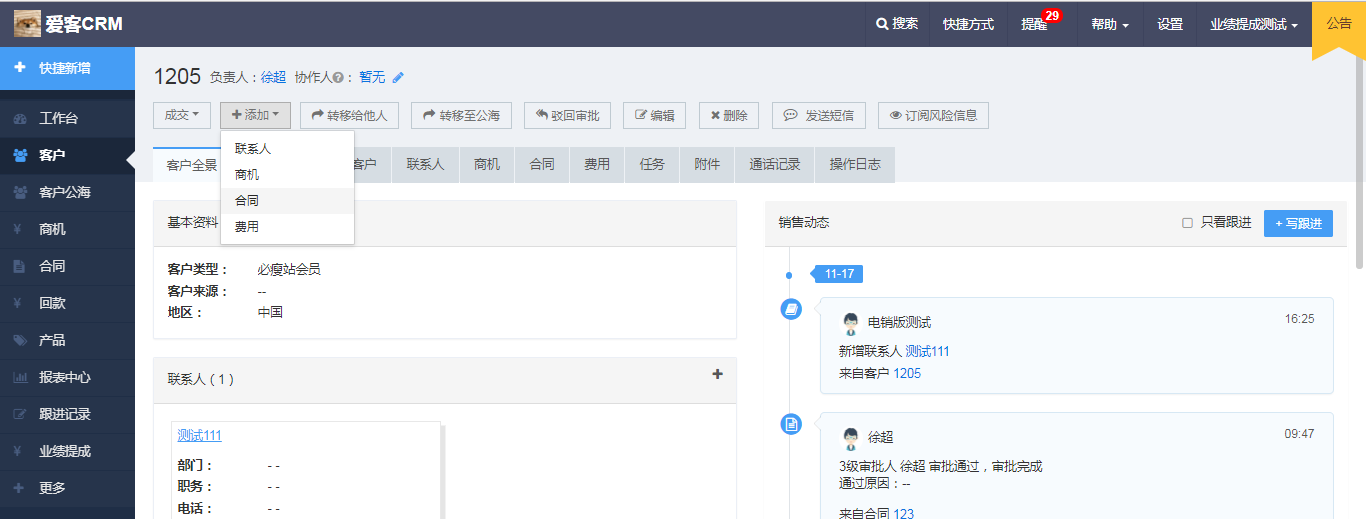 爱客CRM
搜索 快捷方式 提醒 29 帮助 设置 业绩提成测试 公告
快捷新增
工作台
客户
客户公海
商机
合同
回款
产品
报表中心
跟进记录
业绩提成
更多
1205 负责人：徐超 协作人：暂无
成交 添加 转移给他人 转移至公海 驳回审批 编辑 删除 发送短信 订阅风险信息
联系人
商机
合同
费用
客户全景 客户 联系人 商机 合同 费用 任务 附件 通话记录 操作日志
基本资料
客户类型： 必瘦站会员
客户来源： --
地区： 中国
联系人（1）
测试111
部门： - -
职务： - -
电话： - -
销售动态 只看跟进 + 写跟进
11-17
电销版测试 16:25
新增联系人 测试111
来自客户 1205
徐超 09:47
3级审批人 徐超 审批通过，审批完成
通过原因：--
来自合同 123